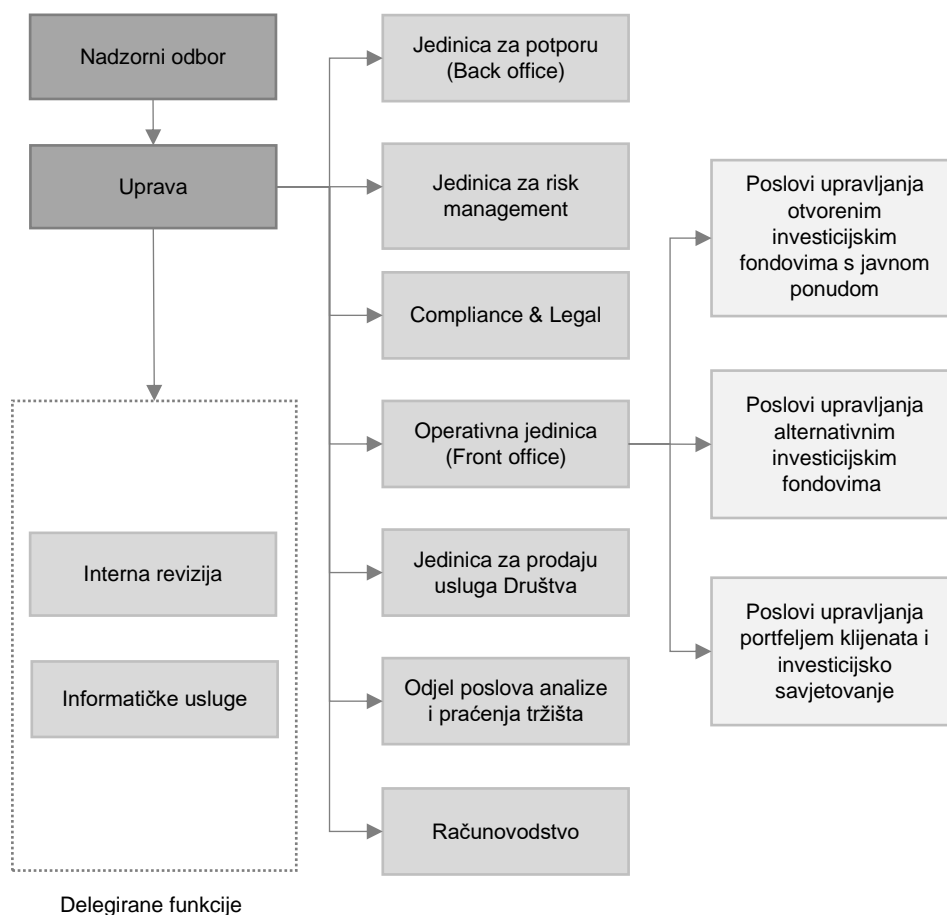 Nadzorni odbor
Uprava
Interna revizija
Informatičke usluge
Delegirane funkcije
Jedinica za potporu
(Back office)
Jedinica za risk
management
Compliance & Legal
Operativna jedinica
(Front office)
Jedinica za prodaju
usluga Društva
Odjel poslova analize
i praćenja tržišta
Računovodstvo
Poslovi upravljanja
otvorenim
investicijskim
fondovima s javnom
ponudom
Poslovi upravljanja
alternativnim
investicijskim
fondovima
Poslovi upravljanja
portfeljem klijenata i
investicijsko
savjetovanje